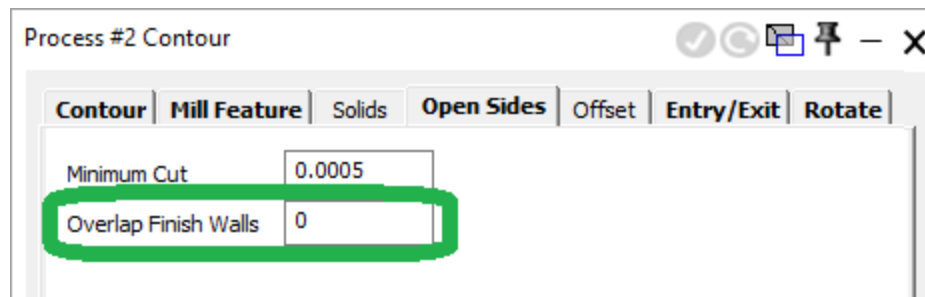 Process #2 Contour
Contour Mill Feature Solids Open Sides Offset Entry/Exit Rotate
Minimum Cut 0.0005
Overlap Finish Walls 0